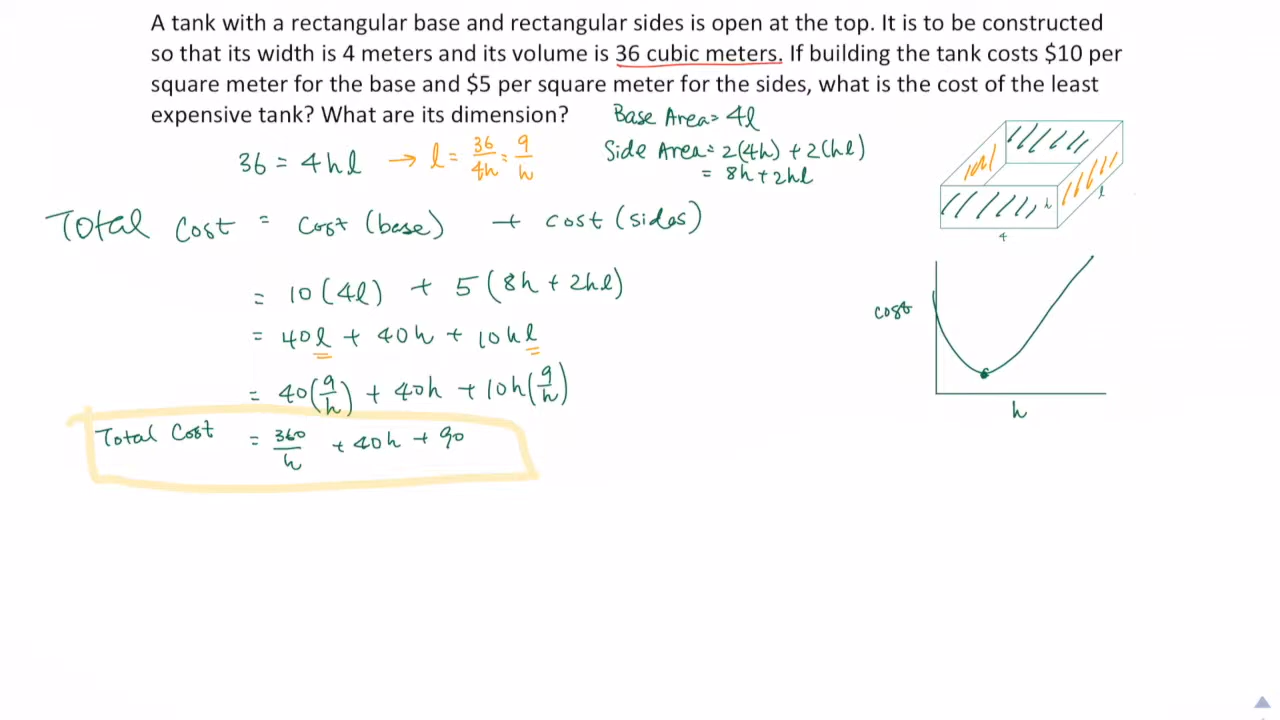 A tank with a rectangular base and rectangular sides is open at the top. It is to be constructed
so that its width is 4 meters and its volume is 36 cubic meters. If building the tank costs $10 per
square meter for the base and $5 per square meter for the sides, what is the cost of the least
expensive tank? What are its dimension?
Base Area = 4l
36 = 4hl → l = 36/4h = 9/h
Side Area = 2(4h) + 2(hl)
= 8h + 2hl
h
l
4
Total Cost = Cost (base) + cost (sides)
= 10(4l) + 5(8h + 2hl)
cost
= 40l + 40h + 10hl
= 40(9/h) + 40h + 10h(9/h)
h
Total Cost = 360/h + 40h + 90